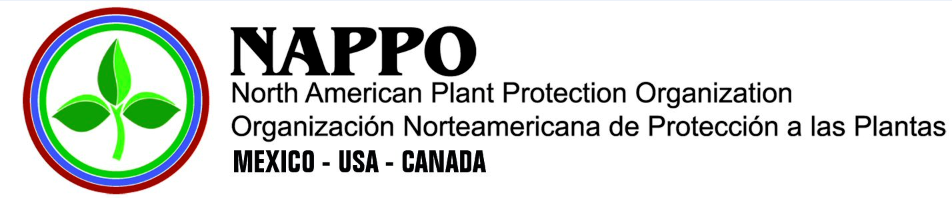 NAPPO
North American Plant Protection Organization
Organización Norteamericana de Protección a las Plantas
MEXICO - USA - CANADA